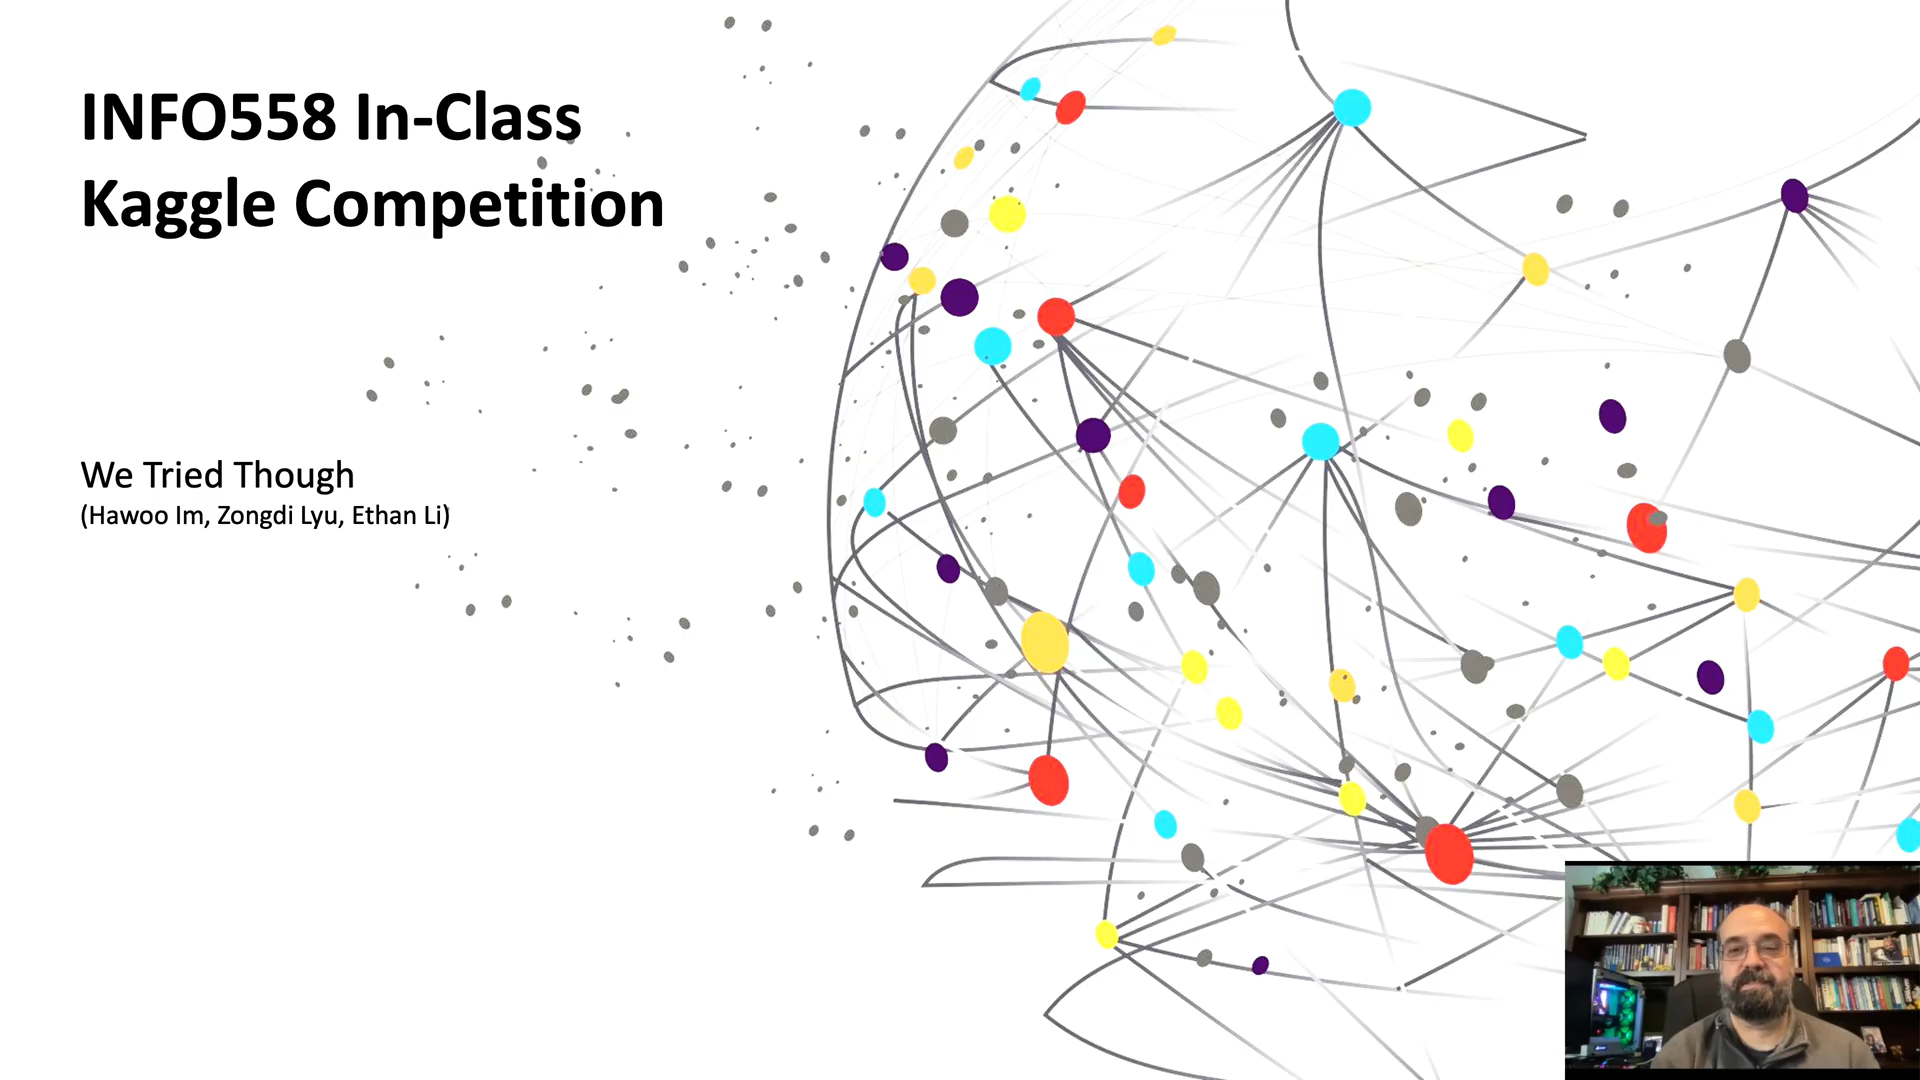 INFO558 In-Class
Kaggle Competition
We Tried Though
(Hawoo Im, Zongdi Lyu, Ethan Li)